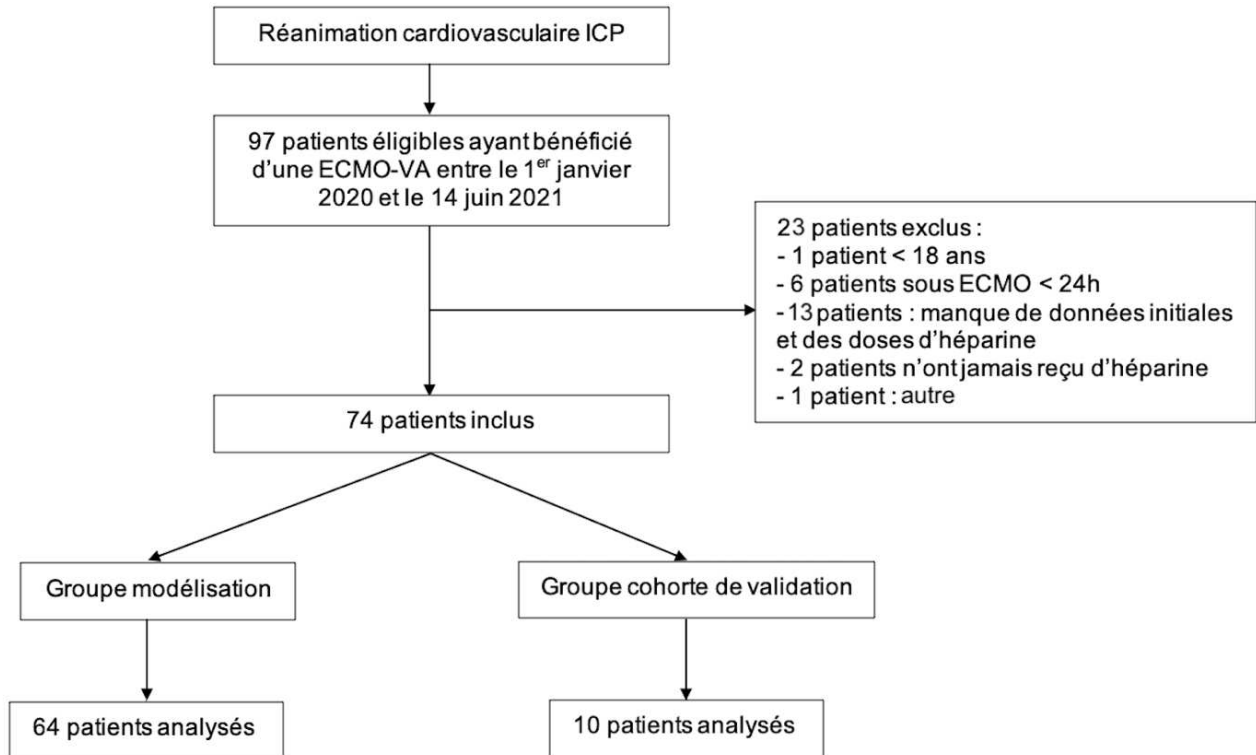 Réanimation cardiovasculaire ICP
97 patients éligibles ayant bénéficié
d'une ECMO-VA entre le 1er janvier
2020 et le 14 juin 2021
23 patients exclus :
- 1 patient < 18 ans
- 6 patients sous ECMO < 24h
-13 patients : manque de données initiales
et des doses d'héparine
- 2 patients n'ont jamais reçu d'héparine
- 1 patient : autre
74 patients inclus
Groupe modélisation
Groupe cohorte de validation
64 patients analysés
10 patients analysés